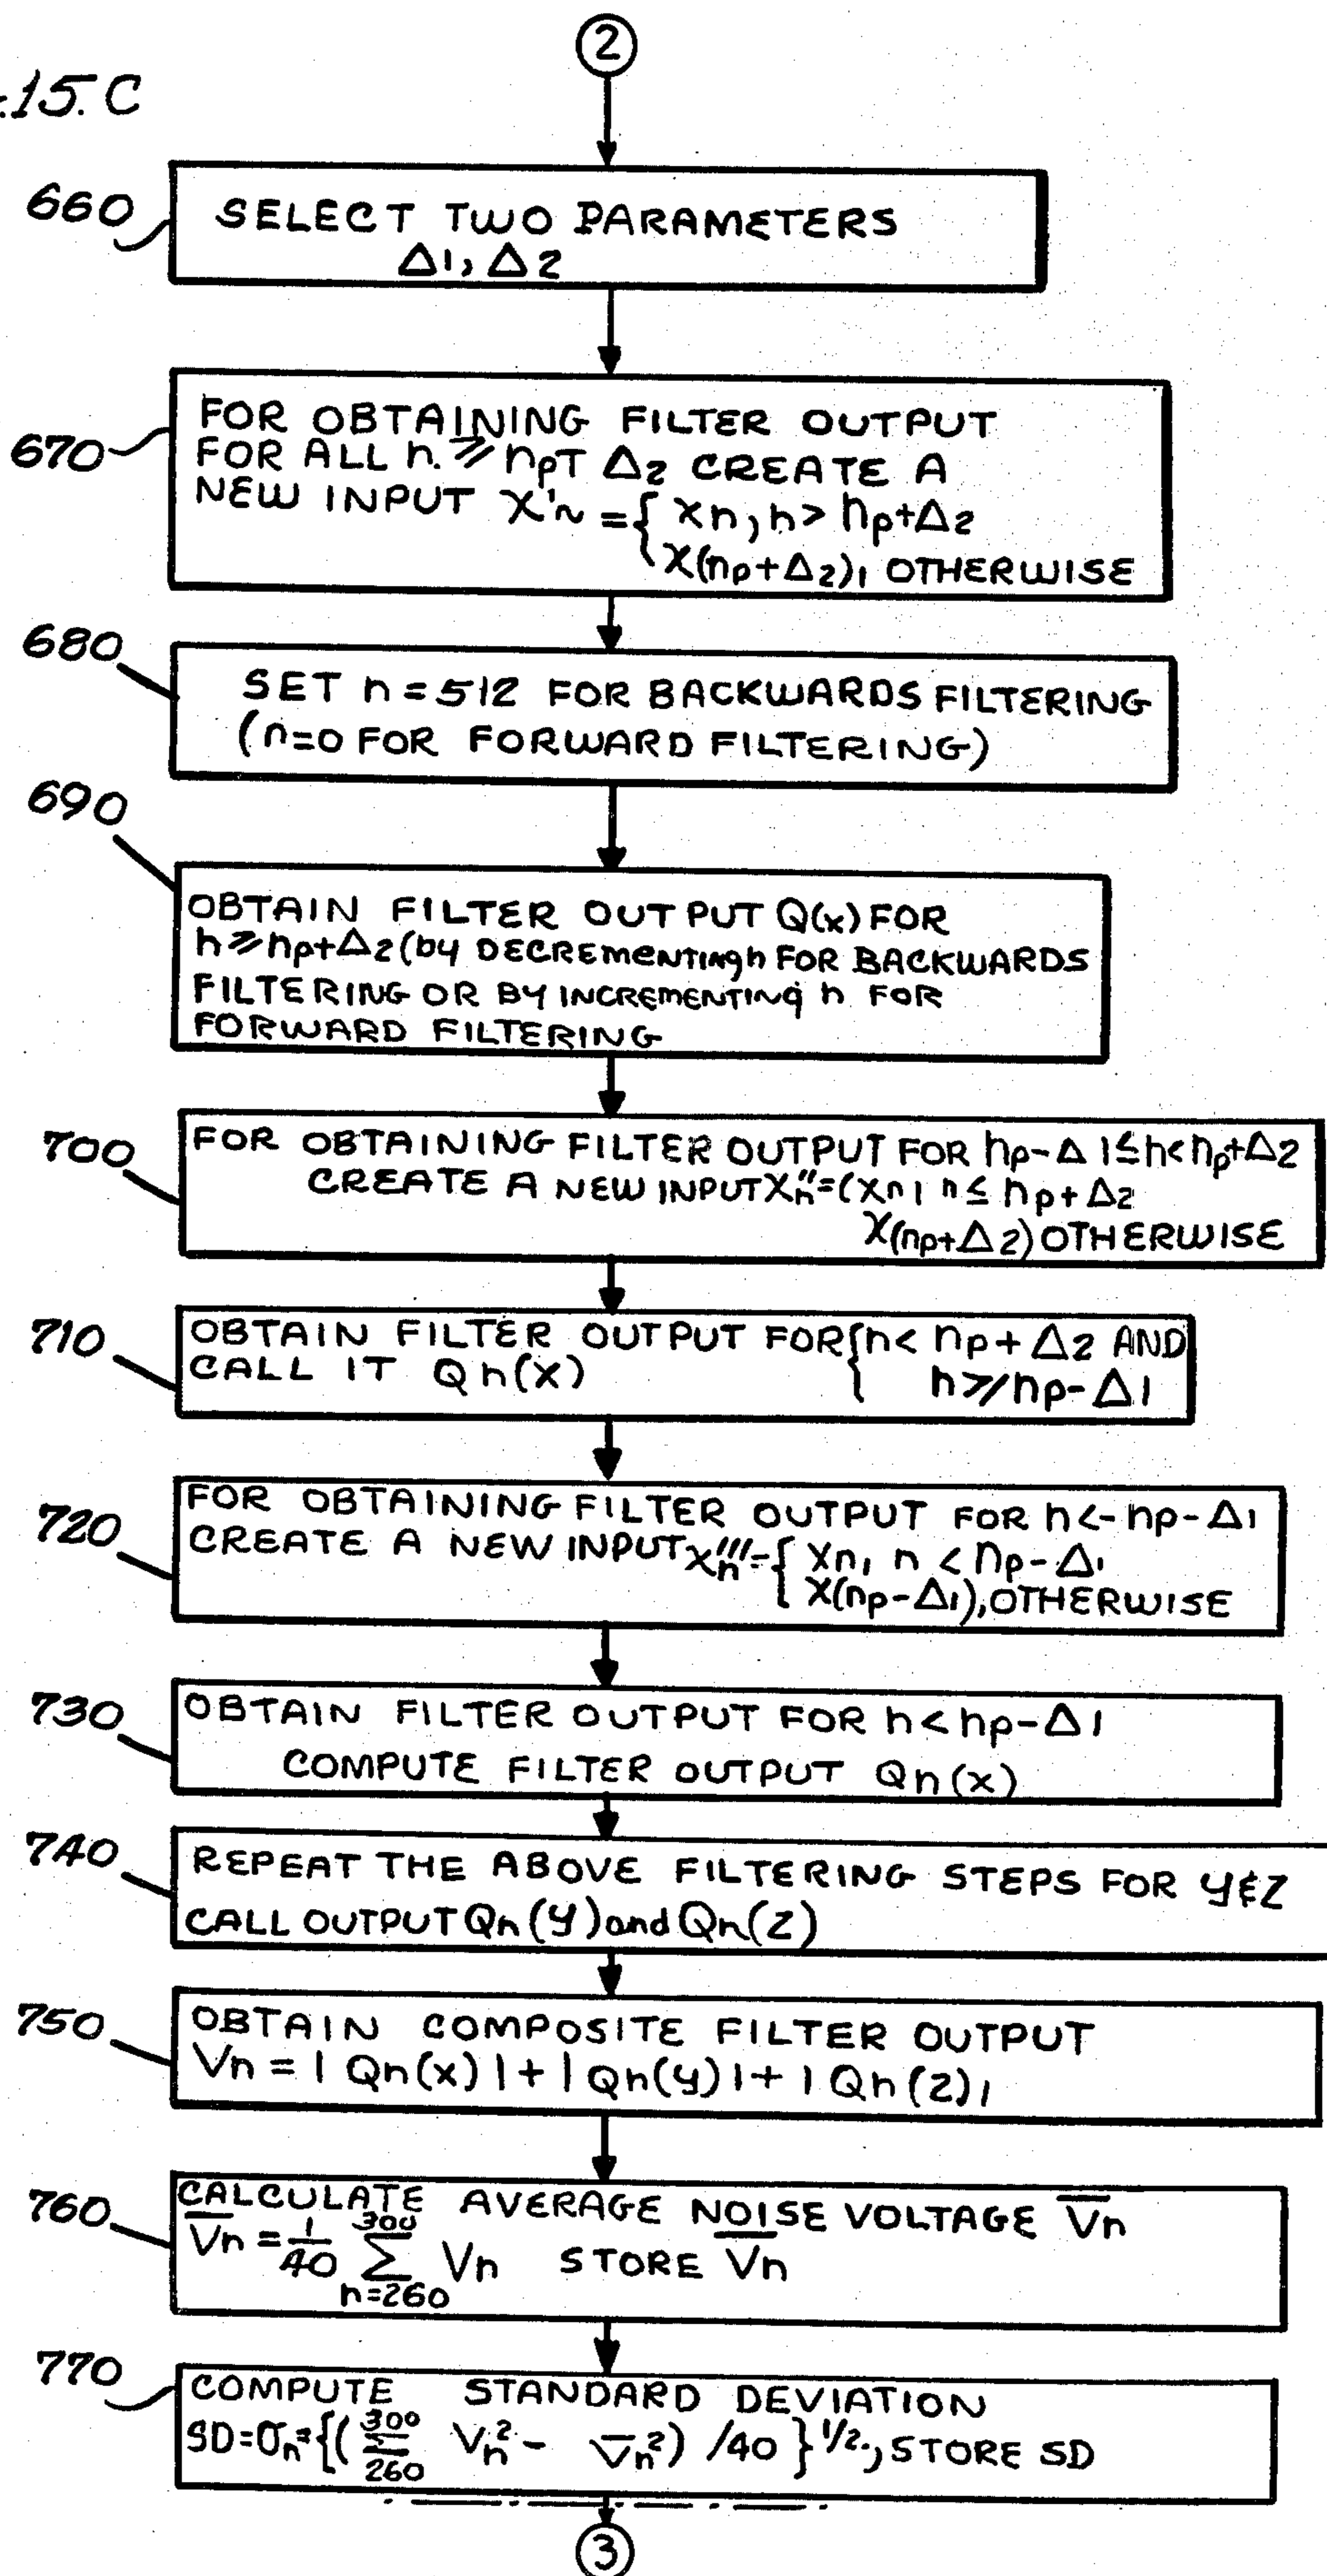 .15.C
2
660
SELECT TWO PARAMETERS
Δ1, Δ2
670
FOR OBTAINING FILTER OUTPUT
FOR ALL n. ≥ npT Δ2 CREATE A
NEW INPUT X'~ = { xn, n > np+Δ2
X(np+Δ2), OTHERWISE
680
SET n = 512 FOR BACKWARDS FILTERING
(n=0 FOR FORWARD FILTERING)
690
OBTAIN FILTER OUTPUT Q(x) FOR
n ≥ np+Δ2 (by DECREMENTING n FOR BACKWARDS
FILTERING OR BY INCREMENTING n FOR
FORWARD FILTERING
700
FOR OBTAINING FILTER OUTPUT FOR np-Δ1≤n<np+Δ2
CREATE A NEW INPUT Xn''=(xn, n ≤ np+Δ2
X(np+Δ2) OTHERWISE
710
OBTAIN FILTER OUTPUT FOR { n < np + Δ2 AND
CALL IT Qn(x) { n ≥ np-Δ1
720
FOR OBTAINING FILTER OUTPUT FOR n<-np-Δ1
CREATE A NEW INPUT xn'''={ Xn, n < np-Δ1
X(np-Δ1), OTHERWISE
730
OBTAIN FILTER OUTPUT FOR n < np-Δ1
COMPUTE FILTER OUTPUT Qn(x)
740
REPEAT THE ABOVE FILTERING STEPS FOR y&z
CALL OUTPUT Qn(y) and Qn(z)
750
OBTAIN COMPOSITE FILTER OUTPUT
Vn = | Qn(x) | + | Qn(y) | + | Qn(z) |
760
CALCULATE AVERAGE NOISE VOLTAGE V̅n
V̅n = 1/40 300 Σ n=260 Vn STORE V̅n
770
COMPUTE STANDARD DEVIATION
SD=σn={( 300 Σ 260 Vn² - V̅n²) /40 }^1/2., STORE SD
3